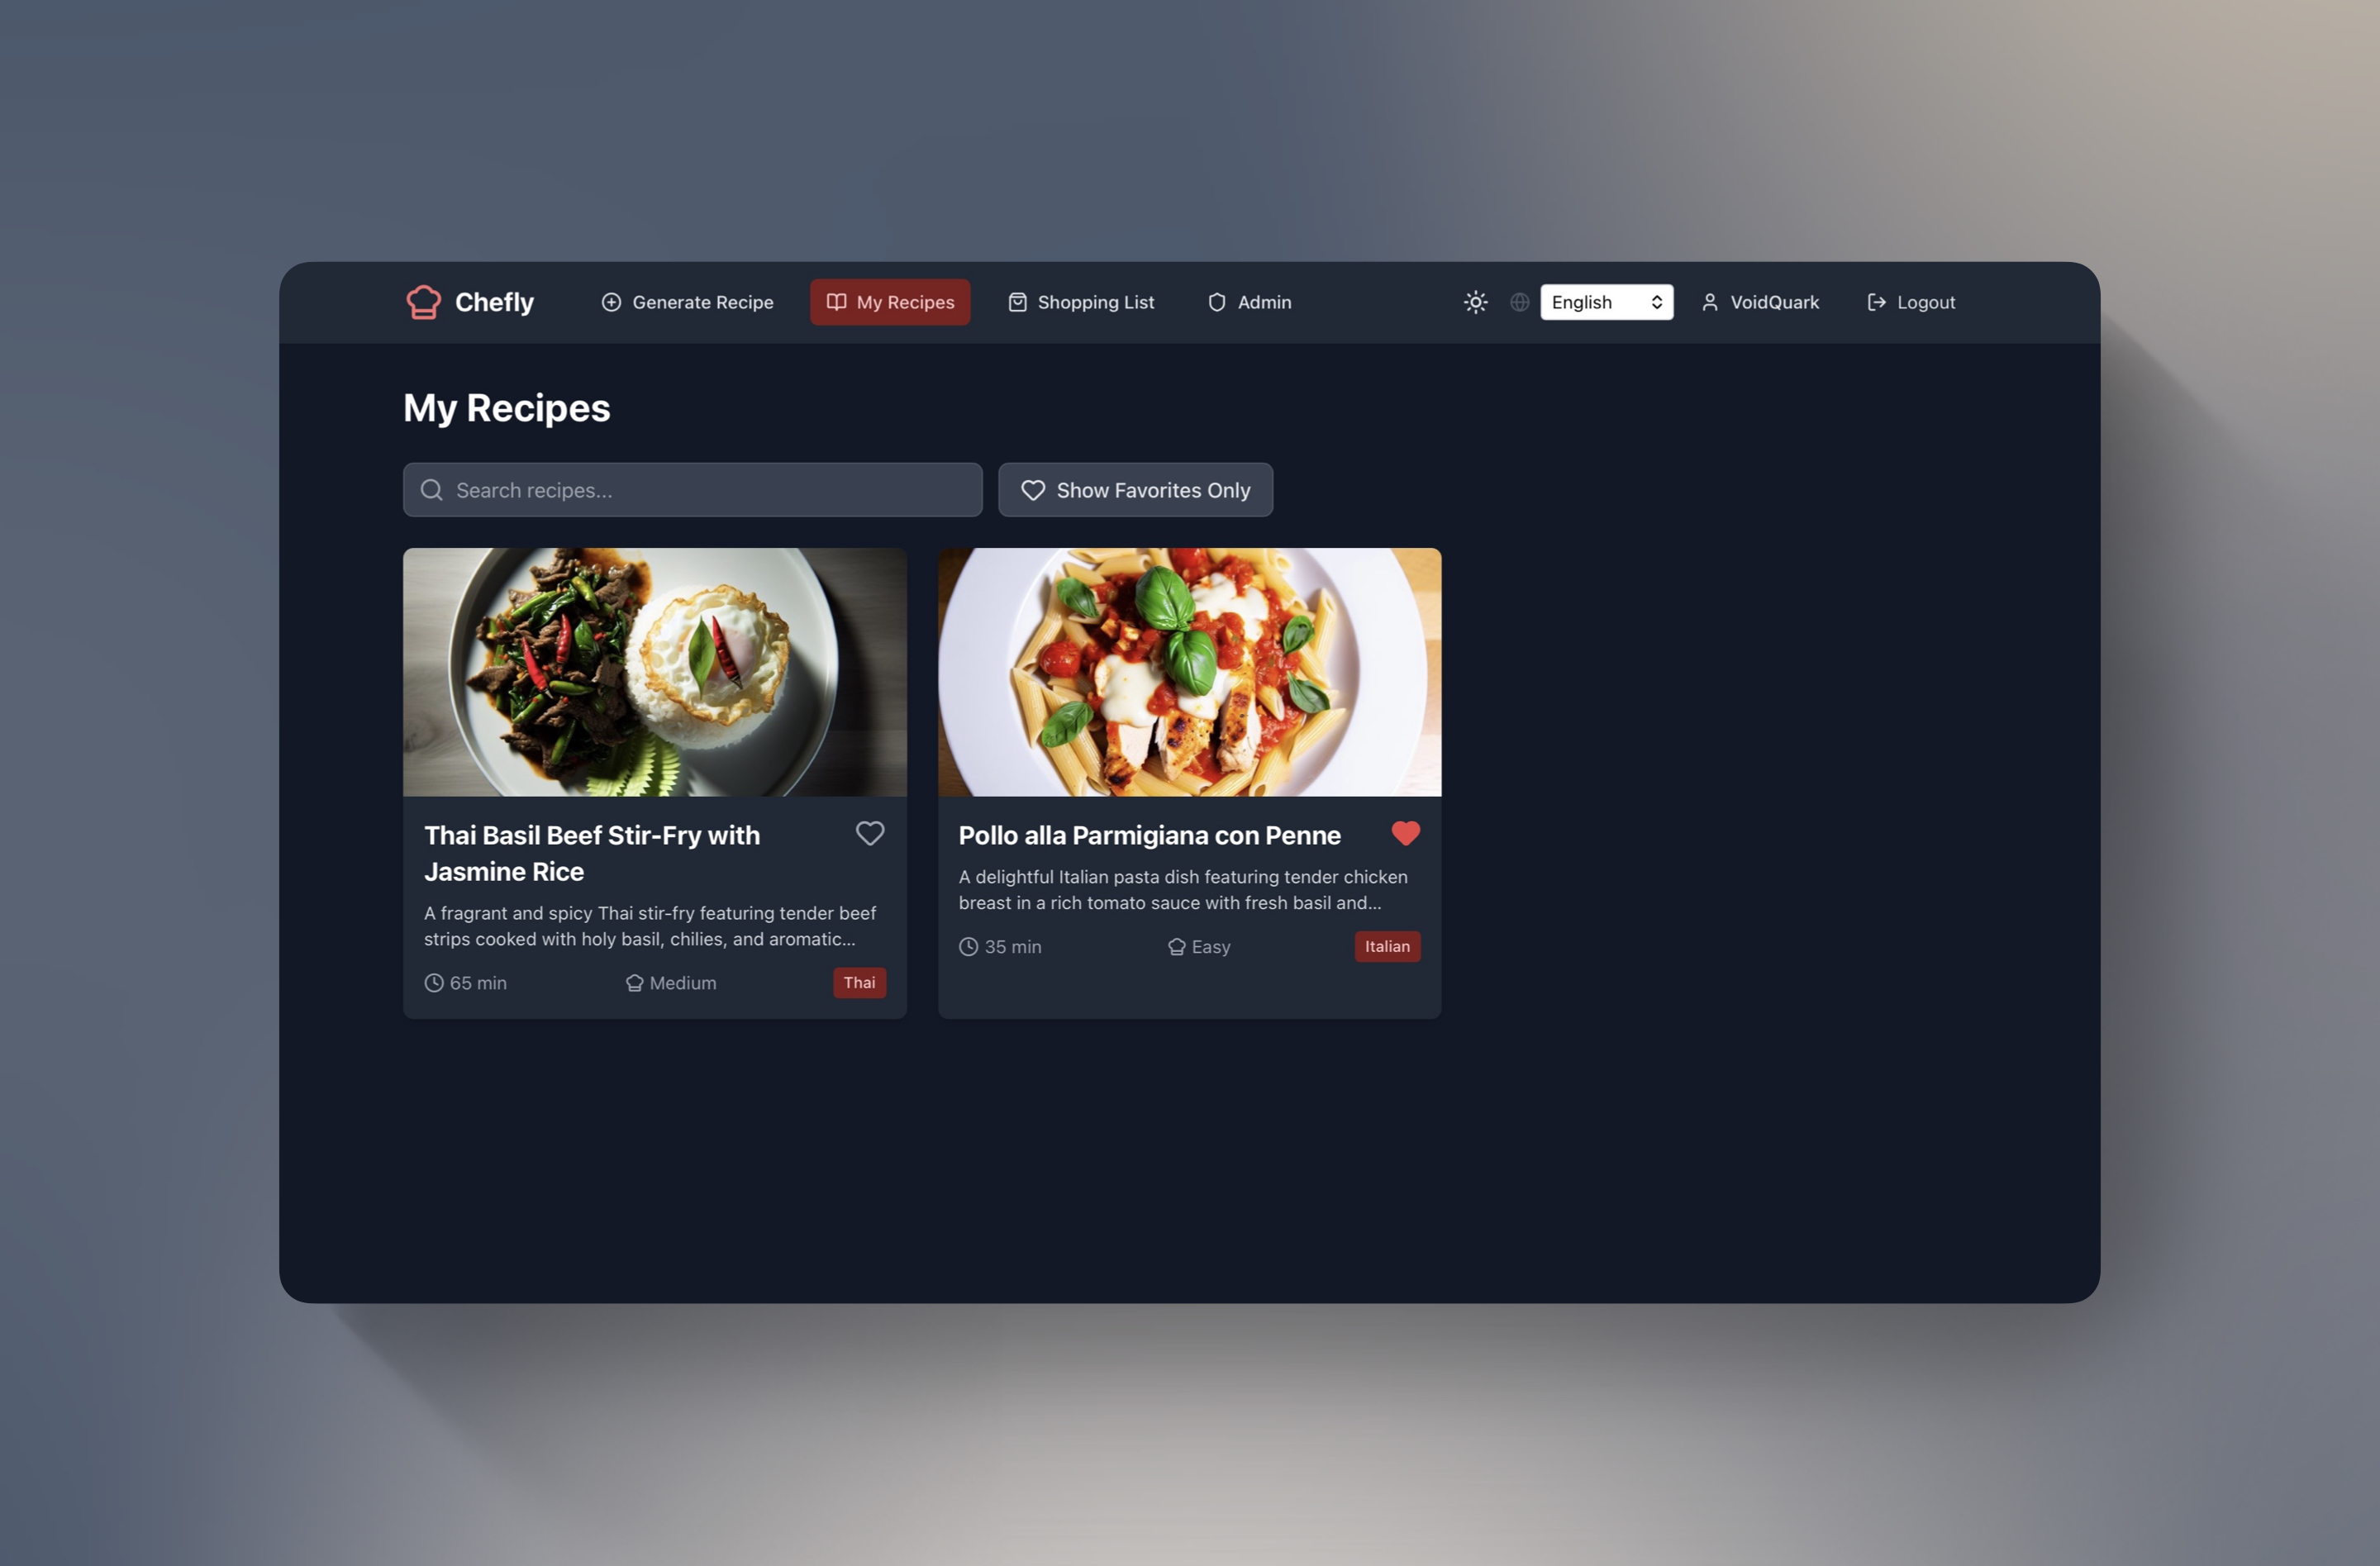 Chefly
Generate Recipe
My Recipes
Shopping List
Admin
English
VoidQuark
Logout
My Recipes
Search recipes...
Show Favorites Only
Thai Basil Beef Stir-Fry with
Jasmine Rice
A fragrant and spicy Thai stir-fry featuring tender beef
strips cooked with holy basil, chilies, and aromatic...
65 min
Medium
Thai
Pollo alla Parmigiana con Penne
A delightful Italian pasta dish featuring tender chicken
breast in a rich tomato sauce with fresh basil and...
35 min
Easy
Italian